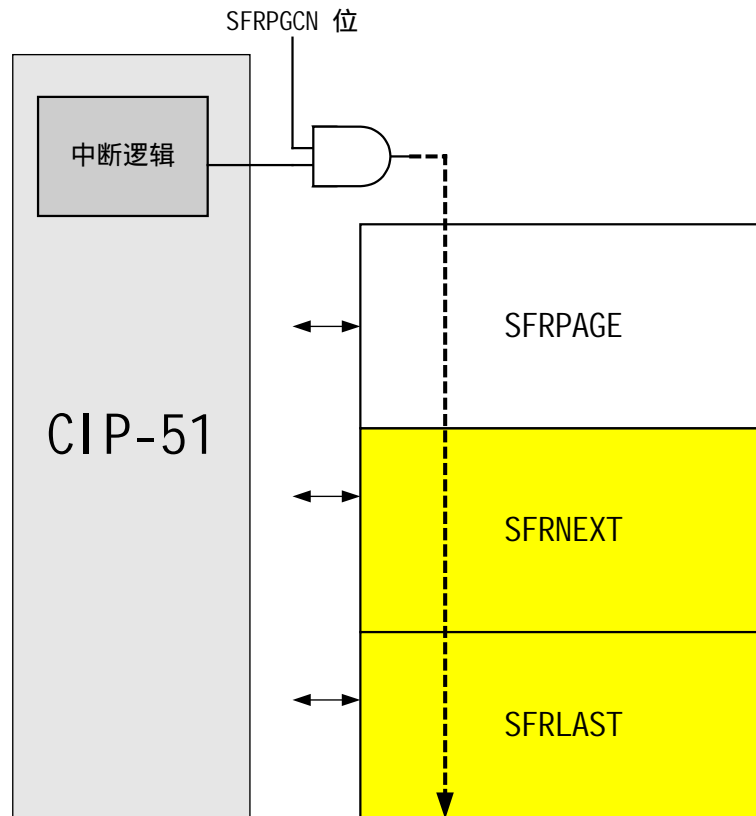 SFRPGCN 位
中断逻辑
SFRPAGE
CIP-51
SFRNEXT
SFRLAST